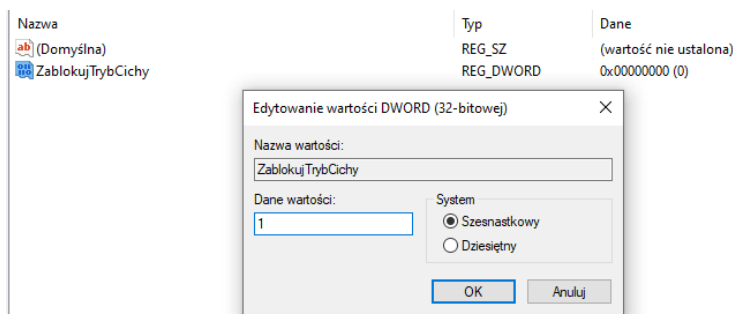 Nazwa Typ Dane
(Domyślna) REG_SZ (wartość nie ustalona)
ZablokujTrybCichy REG_DWORD 0x00000000 (0)
Edytowanie wartości DWORD (32-bitowej)
Nazwa wartości:
ZablokujTrybCichy
Dane wartości: System
1 Szesnastkowy
Dziesiętny
OK Anuluj